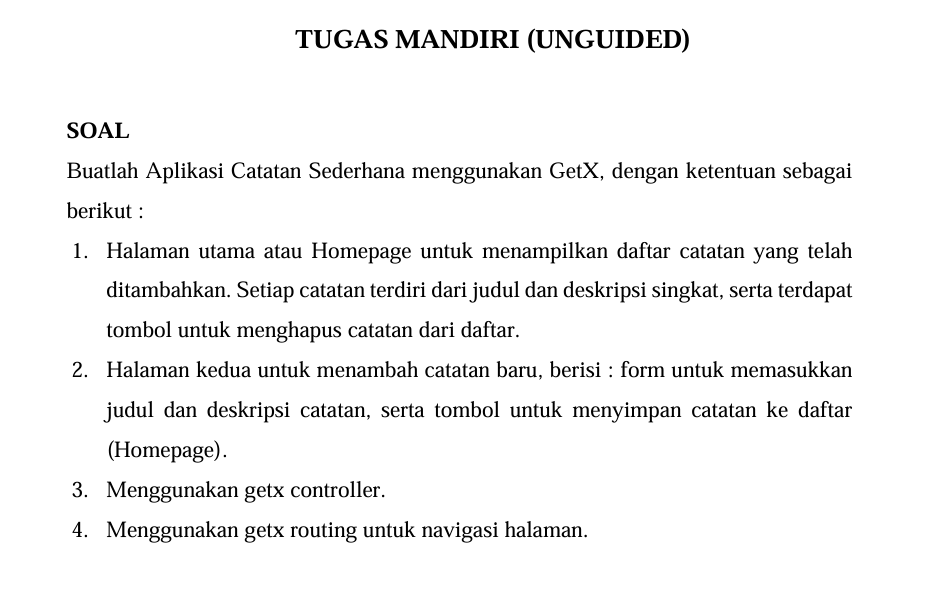 TUGAS MANDIRI (UNGUIDED)
SOAL
Buatlah Aplikasi Catatan Sederhana menggunakan GetX, dengan ketentuan sebagai
berikut :
1. Halaman utama atau Homepage untuk menampilkan daftar catatan yang telah
ditambahkan. Setiap catatan terdiri dari judul dan deskripsi singkat, serta terdapat
tombol untuk menghapus catatan dari daftar.
2. Halaman kedua untuk menambah catatan baru, berisi : form untuk memasukkan
judul dan deskripsi catatan, serta tombol untuk menyimpan catatan ke daftar
(Homepage).
3. Menggunakan getx controller.
4. Menggunakan getx routing untuk navigasi halaman.